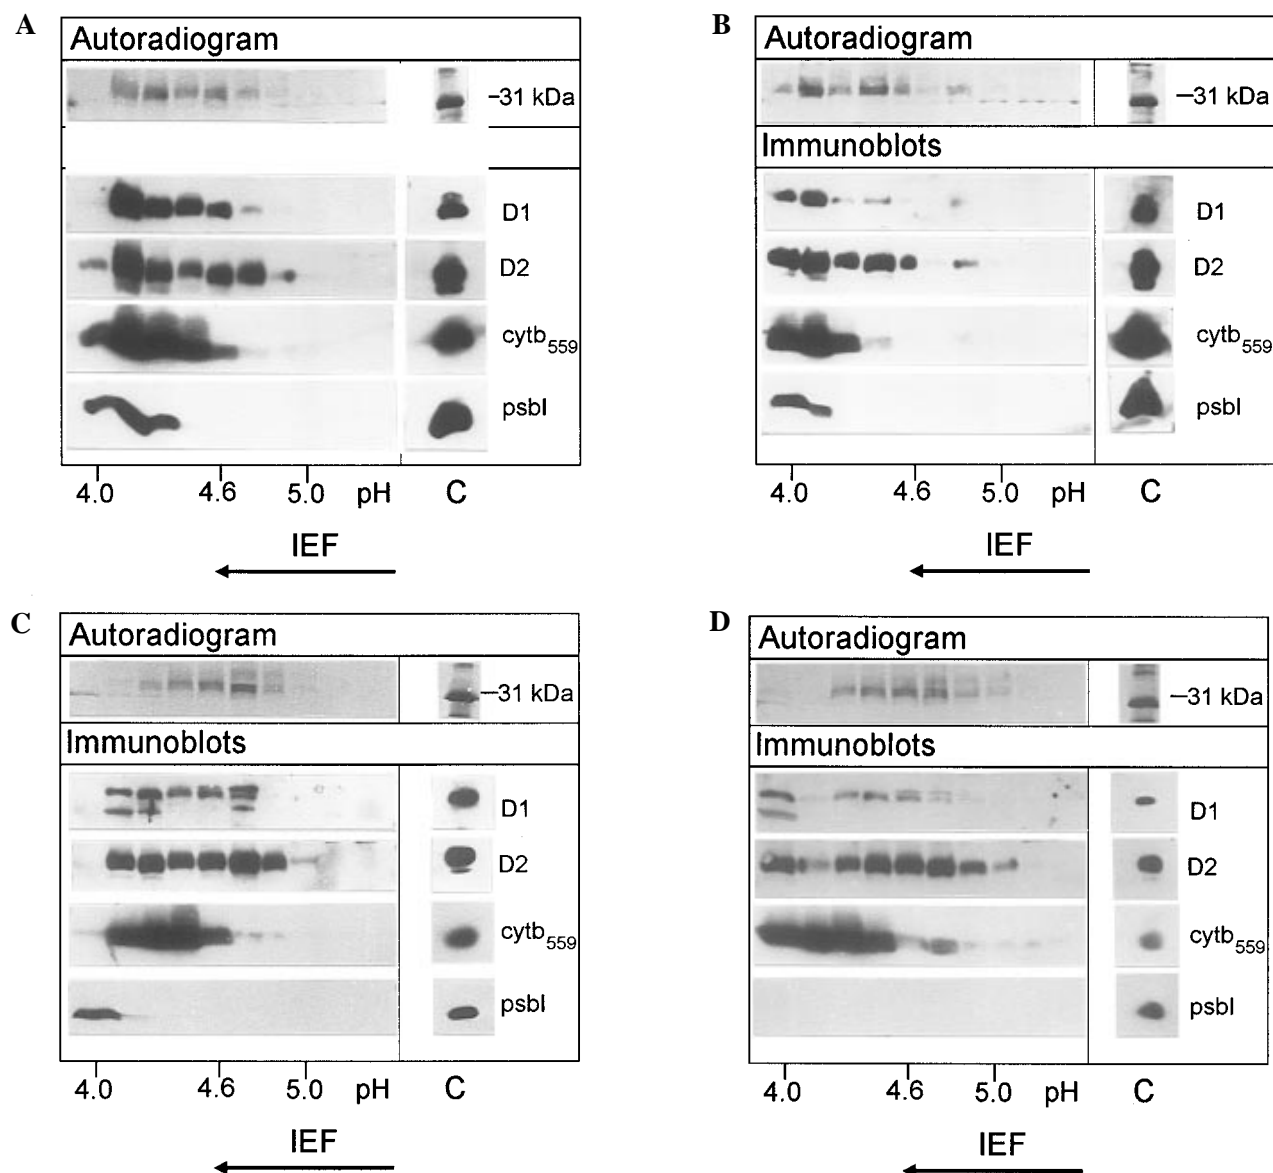 A
Autoradiogram
31 kDa
D1
D2
cytb559
psbI
4.0 4.6 5.0 pH C
IEF
B
Autoradiogram
31 kDa
Immunoblots
D1
D2
cytb559
psbI
4.0 4.6 5.0 pH C
IEF
C
Autoradiogram
31 kDa
Immunoblots
D1
D2
cytb559
psbI
4.0 4.6 5.0 pH C
IEF
D
Autoradiogram
31 kDa
Immunoblots
D1
D2
cytb559
psbI
4.0 4.6 5.0 pH C
IEF